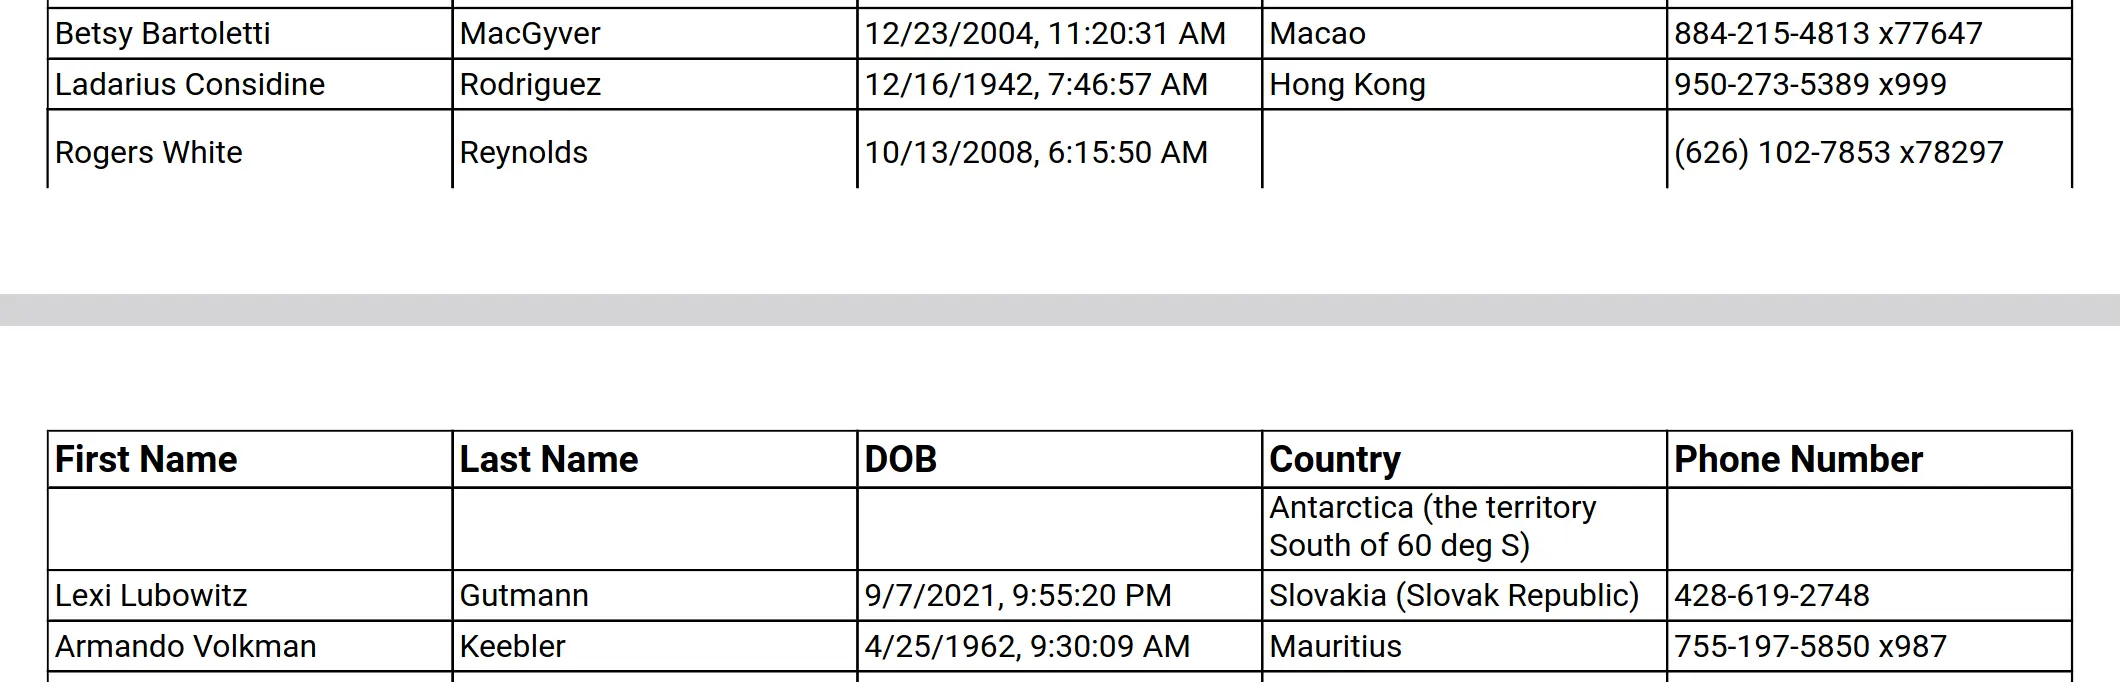 Betsy Bartoletti MacGyver 12/23/2004, 11:20:31 AM Macao 884-215-4813 x77647
Ladarius Considine Rodriguez 12/16/1942, 7:46:57 AM Hong Kong 950-273-5389 x999
Rogers White Reynolds 10/13/2008, 6:15:50 AM (626) 102-7853 x78297
First Name Last Name DOB Country Phone Number
Antarctica (the territory
South of 60 deg S)
Lexi Lubowitz Gutmann 9/7/2021, 9:55:20 PM Slovakia (Slovak Republic) 428-619-2748
Armando Volkman Keebler 4/25/1962, 9:30:09 AM Mauritius 755-197-5850 x987